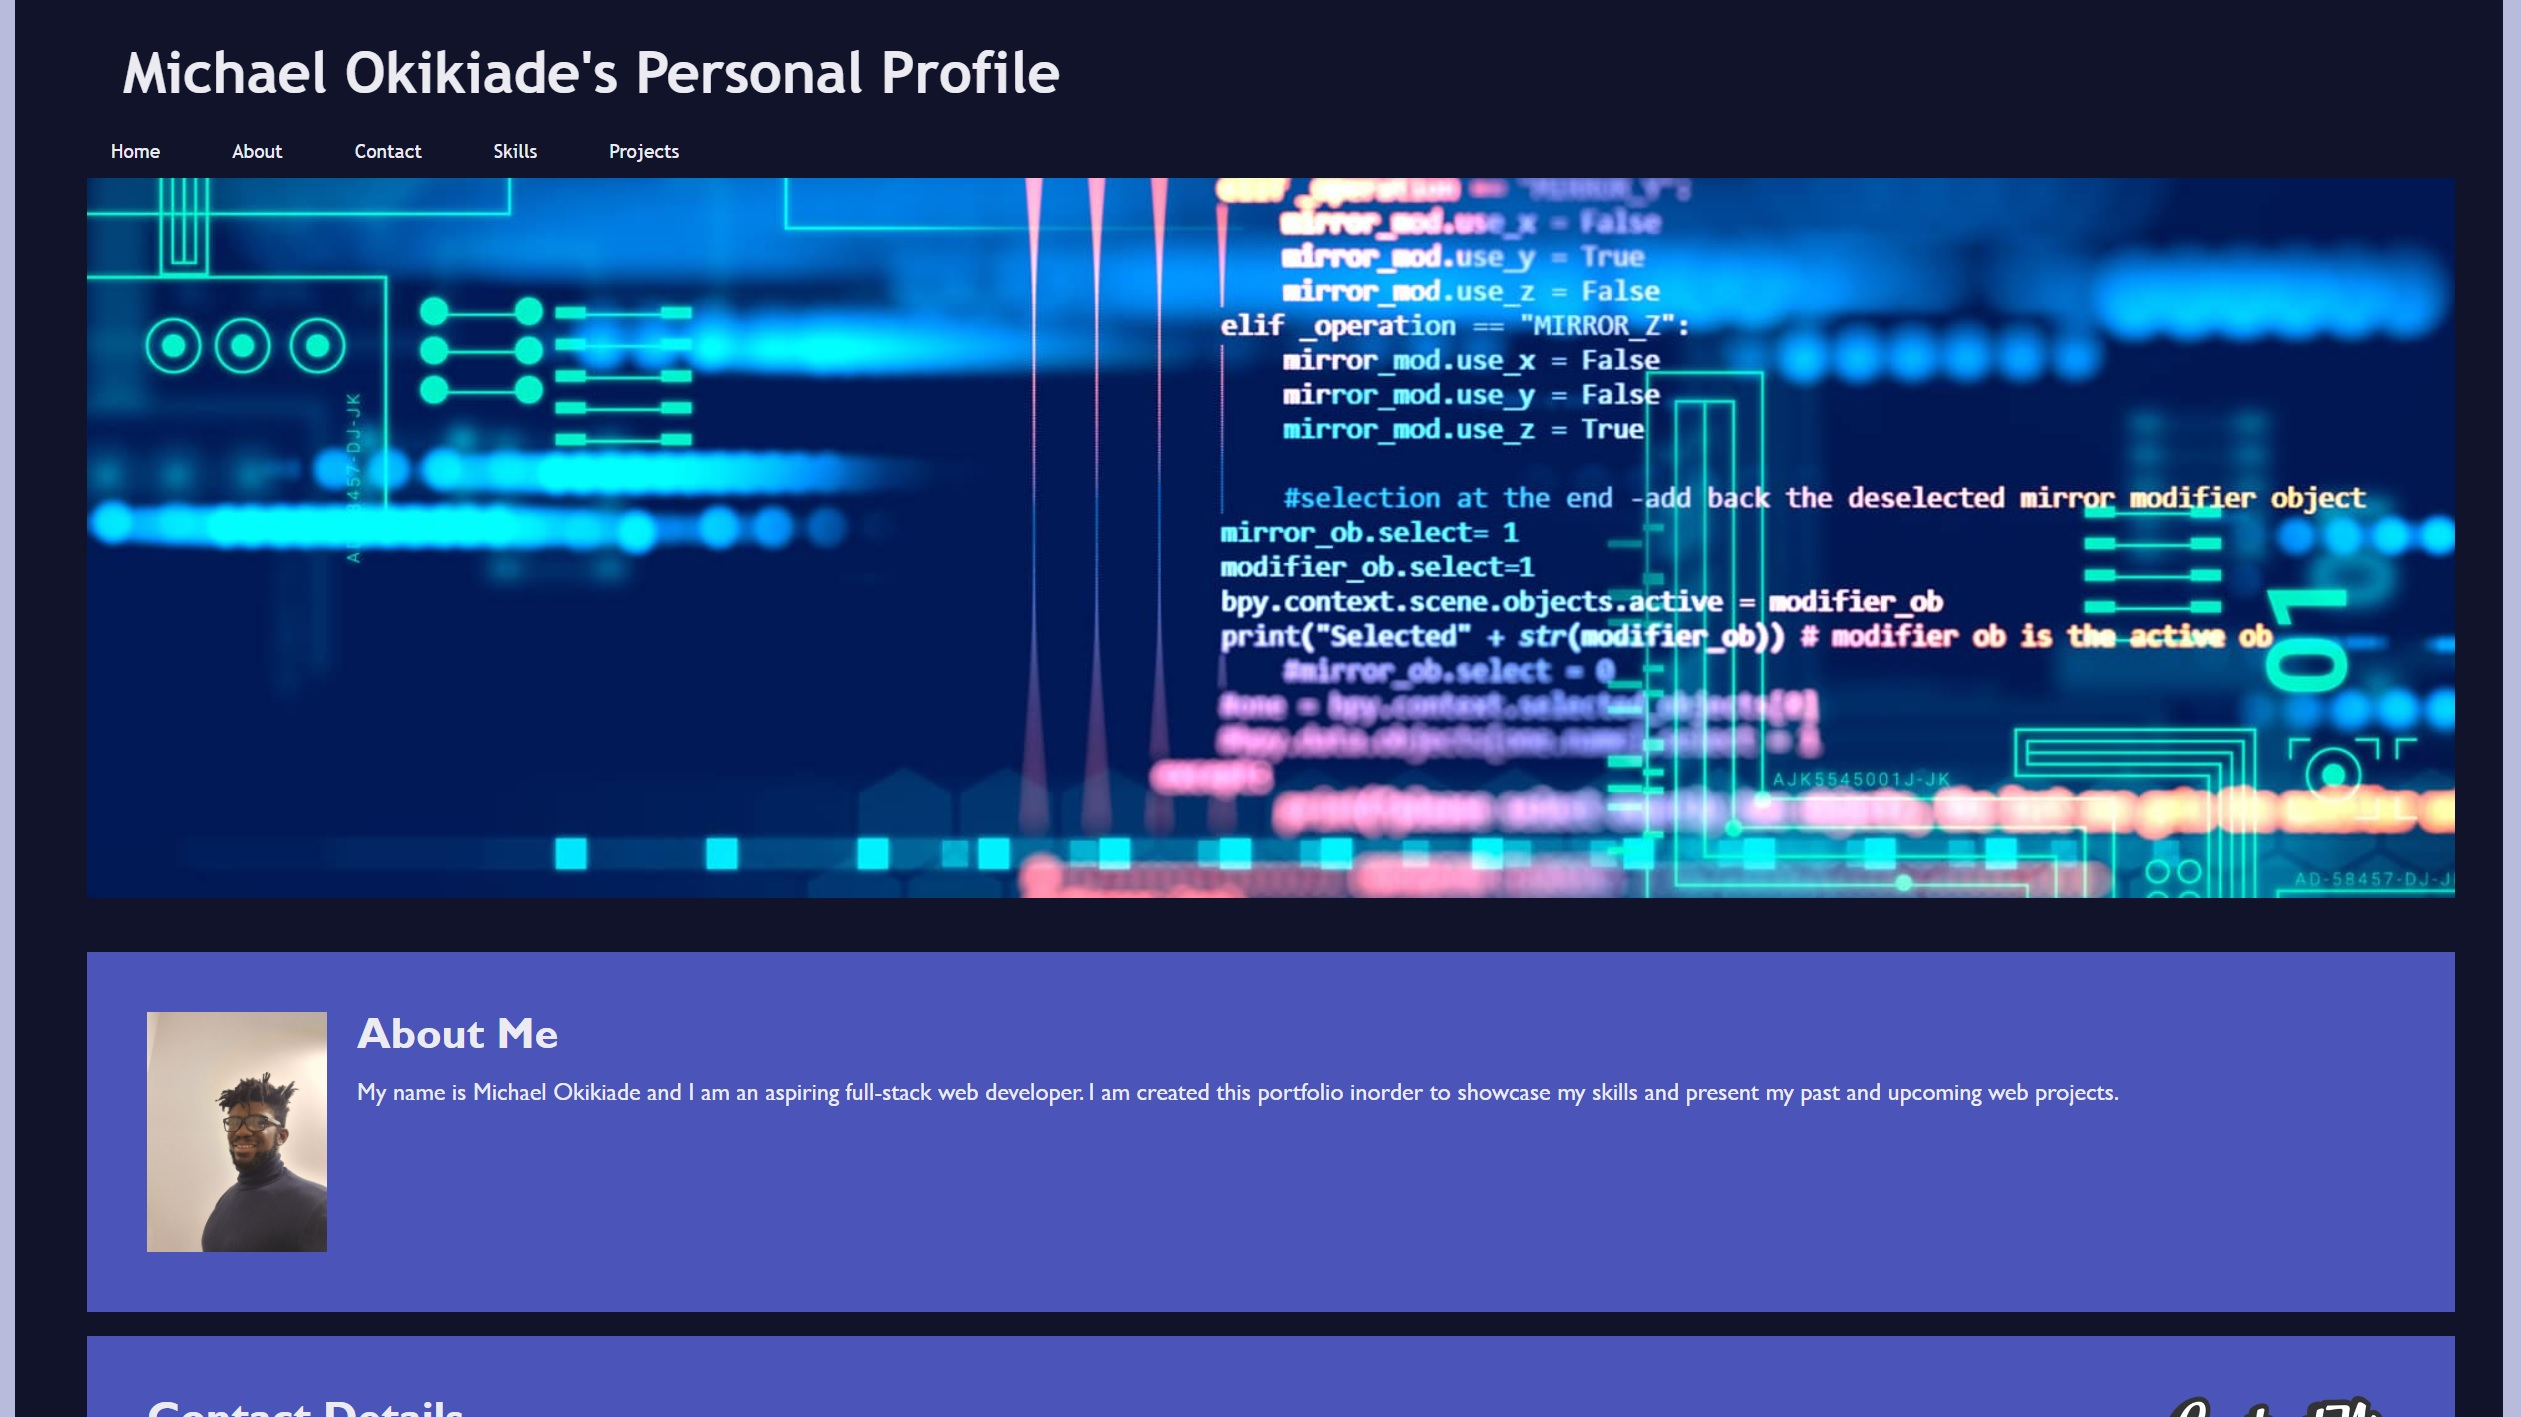 Michael Okikiade's Personal Profile
Home About Contact Skills Projects
elif _operation == "MIRROR_Y":
mirror_mod.use_x = False
mirror_mod.use_y = True
mirror_mod.use_z = False
elif _operation == "MIRROR_Z":
mirror_mod.use_x = False
mirror_mod.use_y = False
mirror_mod.use_z = True
#selection at the end -add back the deselected mirror modifier object
mirror_ob.select= 1
modifier_ob.select=1
bpy.context.scene.objects.active = modifier_ob
print("Selected" + str(modifier_ob)) # modifier ob is the active ob
#mirror_ob.select = 0
01
AJK5545001J-JK
AD-58457-DJ-J
About Me
My name is Michael Okikiade and I am an aspiring full-stack web developer. I am created this portfolio inorder to showcase my skills and present my past and upcoming web projects.
Contact Details